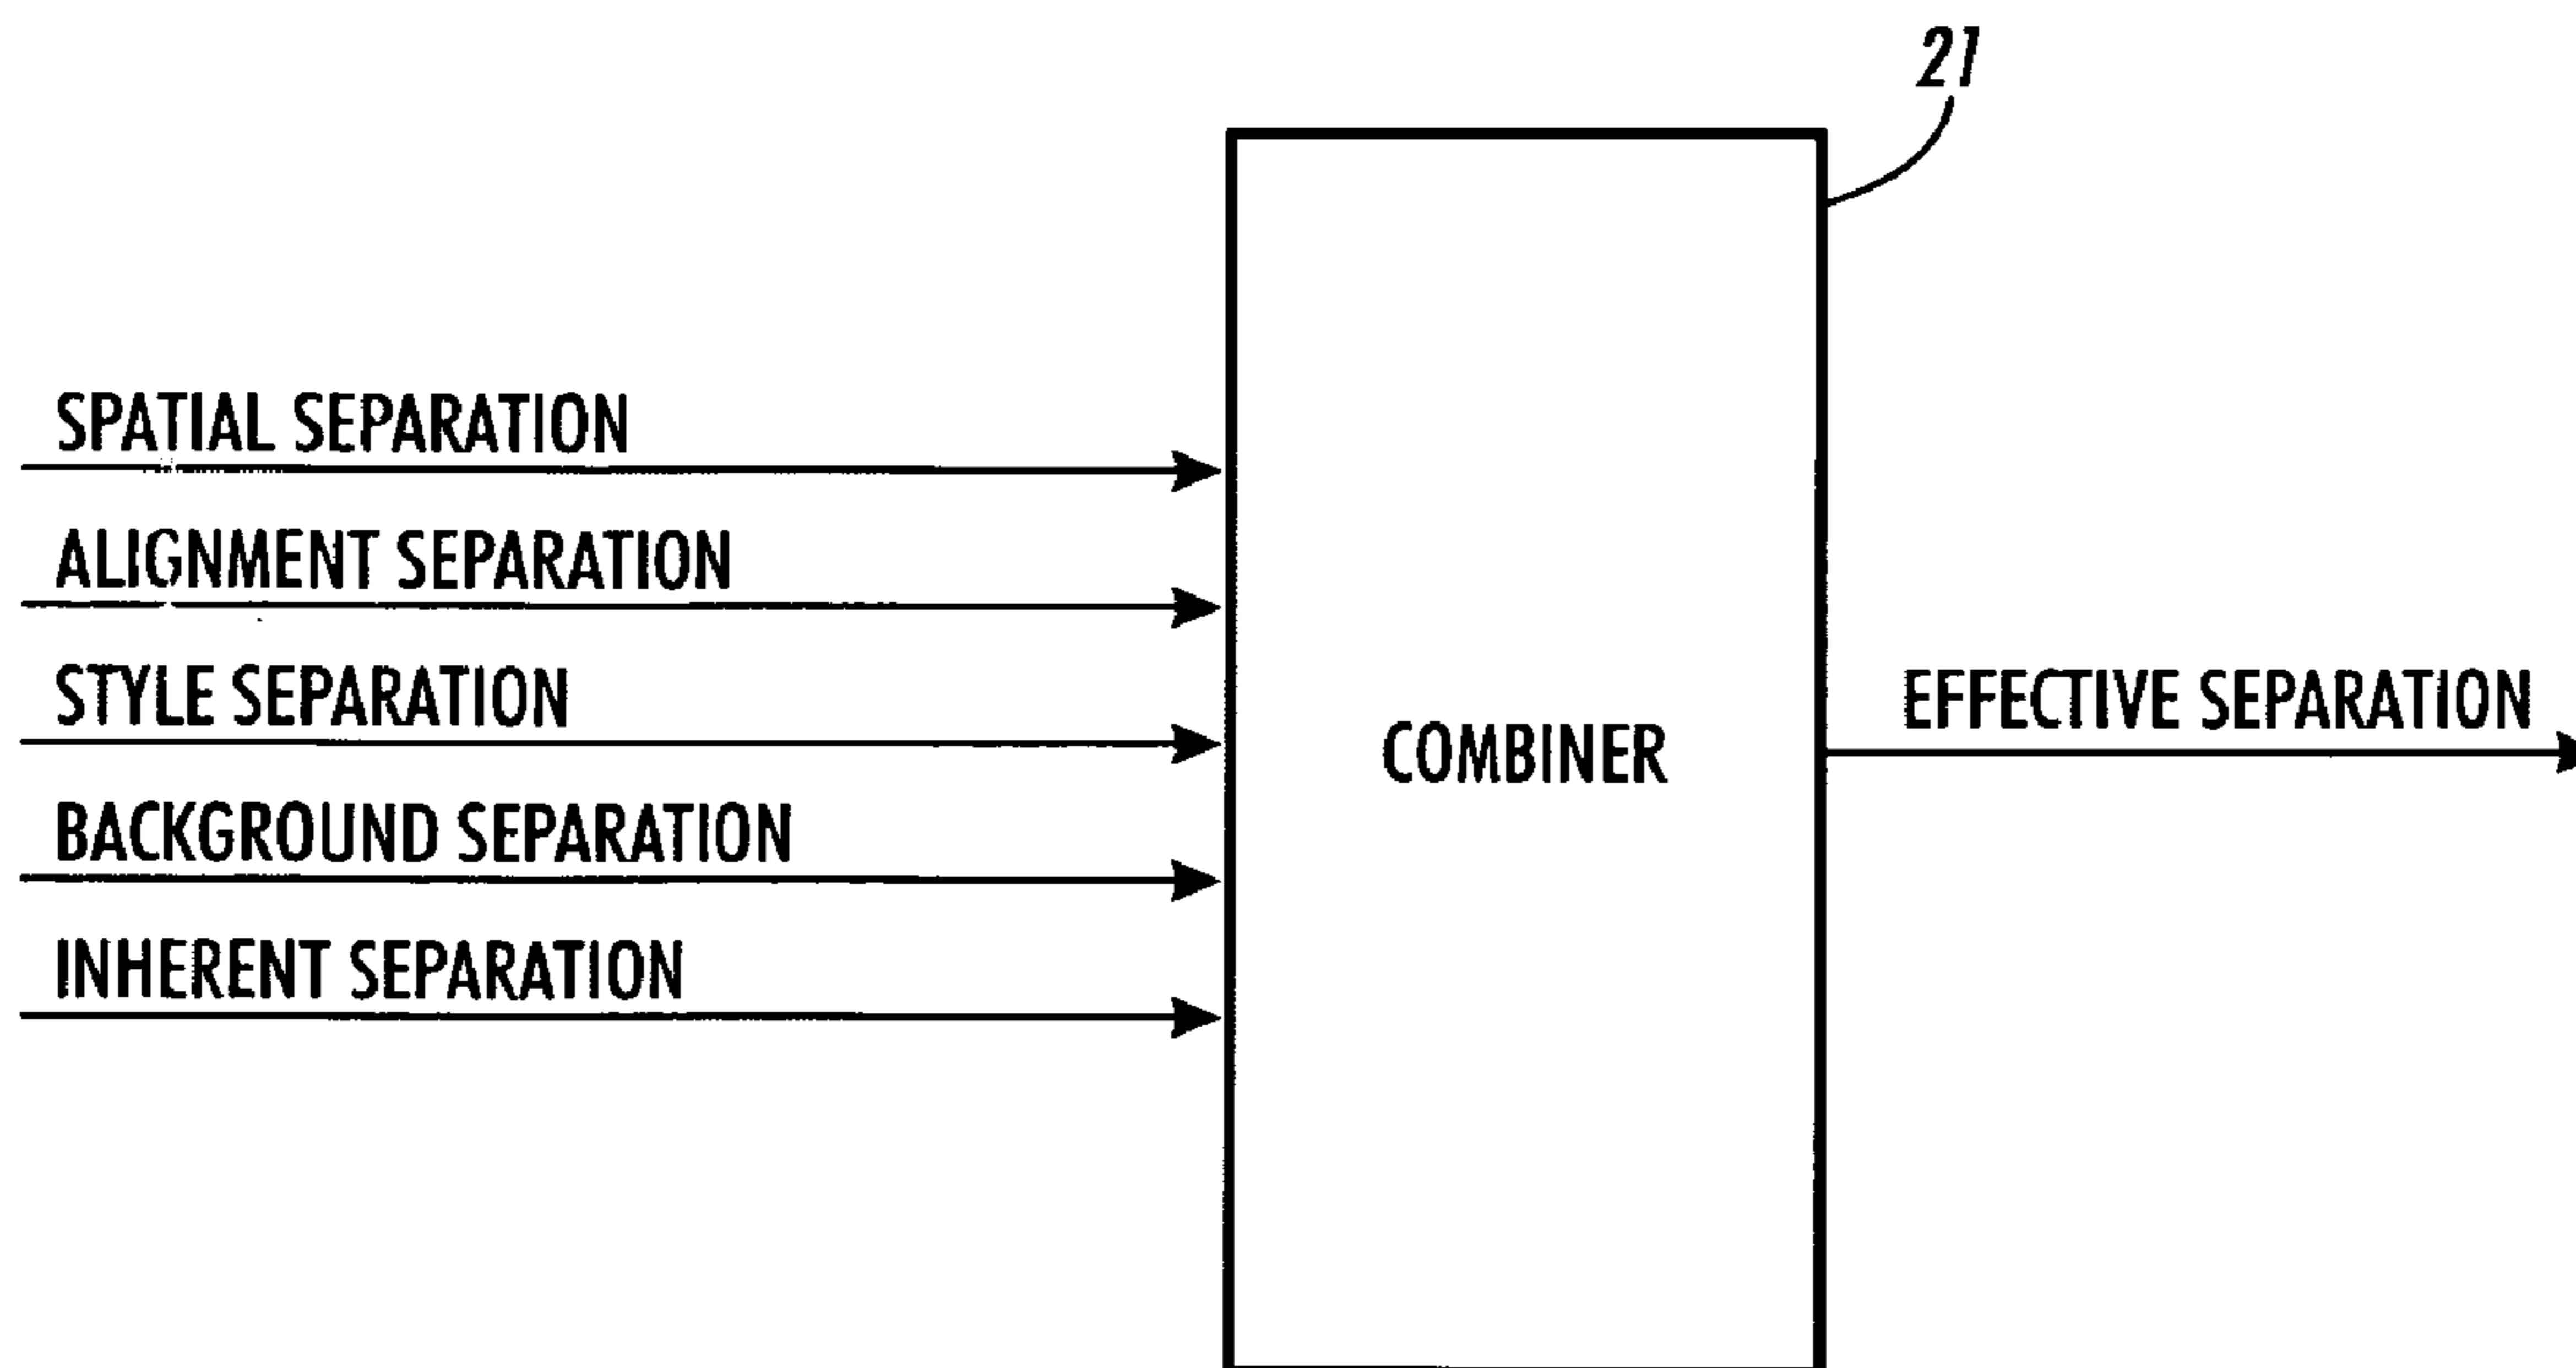 21
SPATIAL SEPARATION
ALIGNMENT SEPARATION
STYLE SEPARATION
BACKGROUND SEPARATION
INHERENT SEPARATION
COMBINER
EFFECTIVE SEPARATION